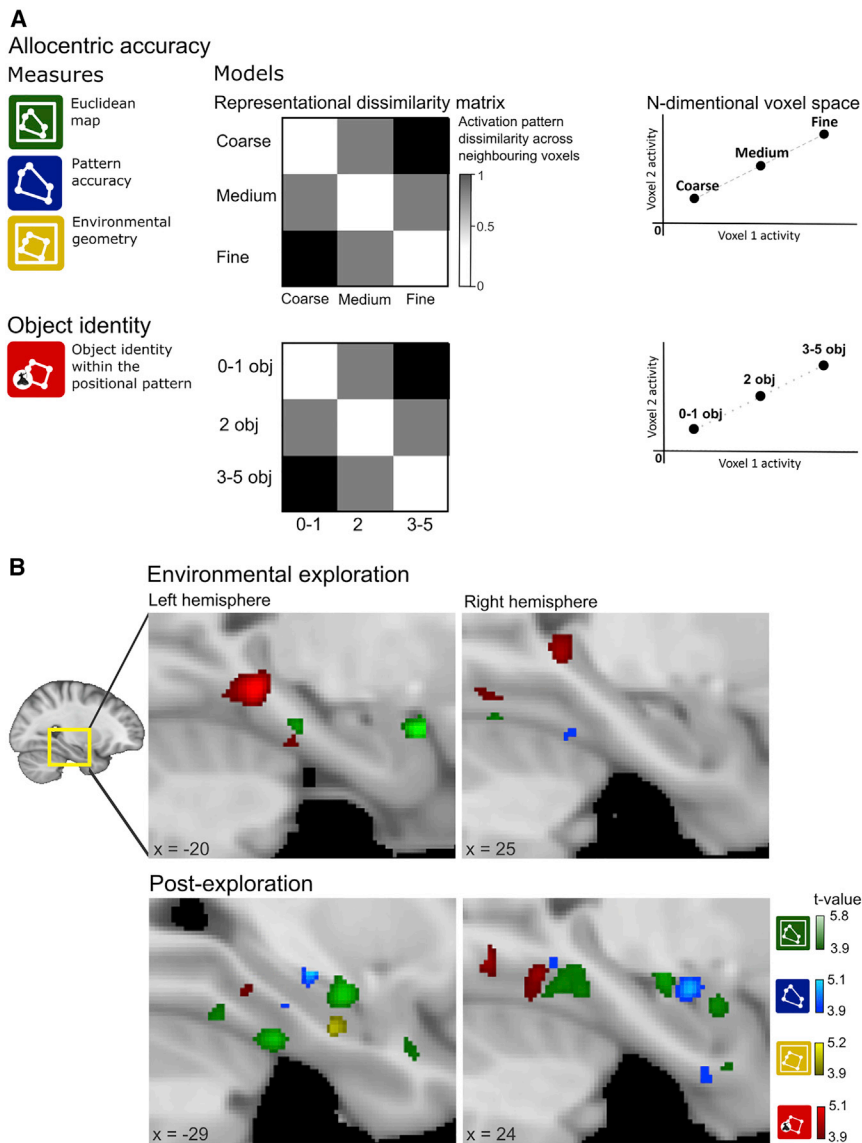 A
Allocentric accuracy
Measures
Euclidean
map
Pattern
accuracy
Environmental
geometry
Models
Representational dissimilarity matrix
Coarse
Medium
Fine
Coarse Medium Fine
Activation pattern
dissimilarity across
neighbouring voxels
1
0.5
0
N-dimentional voxel space
Voxel 2 activity
Fine
Medium
Coarse
0
Voxel 1 activity
Object identity
Object identity
within the
positional pattern
0-1 obj
2 obj
3-5 obj
0-1 2 3-5
Voxel 2 activity
3-5 obj
2 obj
0-1 obj
0
Voxel 1 activity
B
Environmental exploration
Left hemisphere
Right hemisphere
x = -20
x = 25
Post-exploration
x = -29
x = 24
t-value
5.8
3.9
5.1
3.9
5.2
3.9
5.1
3.9